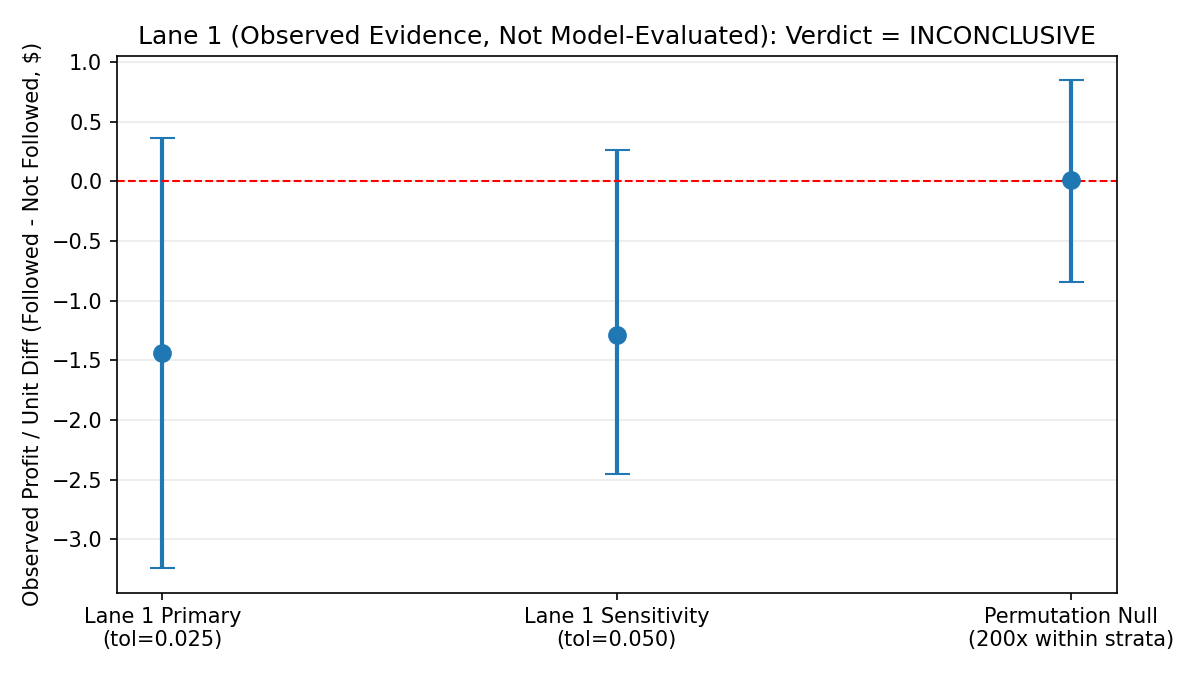 Lane 1 (Observed Evidence, Not Model-Evaluated): Verdict = INCONCLUSIVE
Observed Profit / Unit Diff (Followed - Not Followed, $)
1.0
0.5
0.0
−0.5
−1.0
−1.5
−2.0
−2.5
−3.0
Lane 1 Primary
(tol=0.025)
Lane 1 Sensitivity
(tol=0.050)
Permutation Null
(200x within strata)